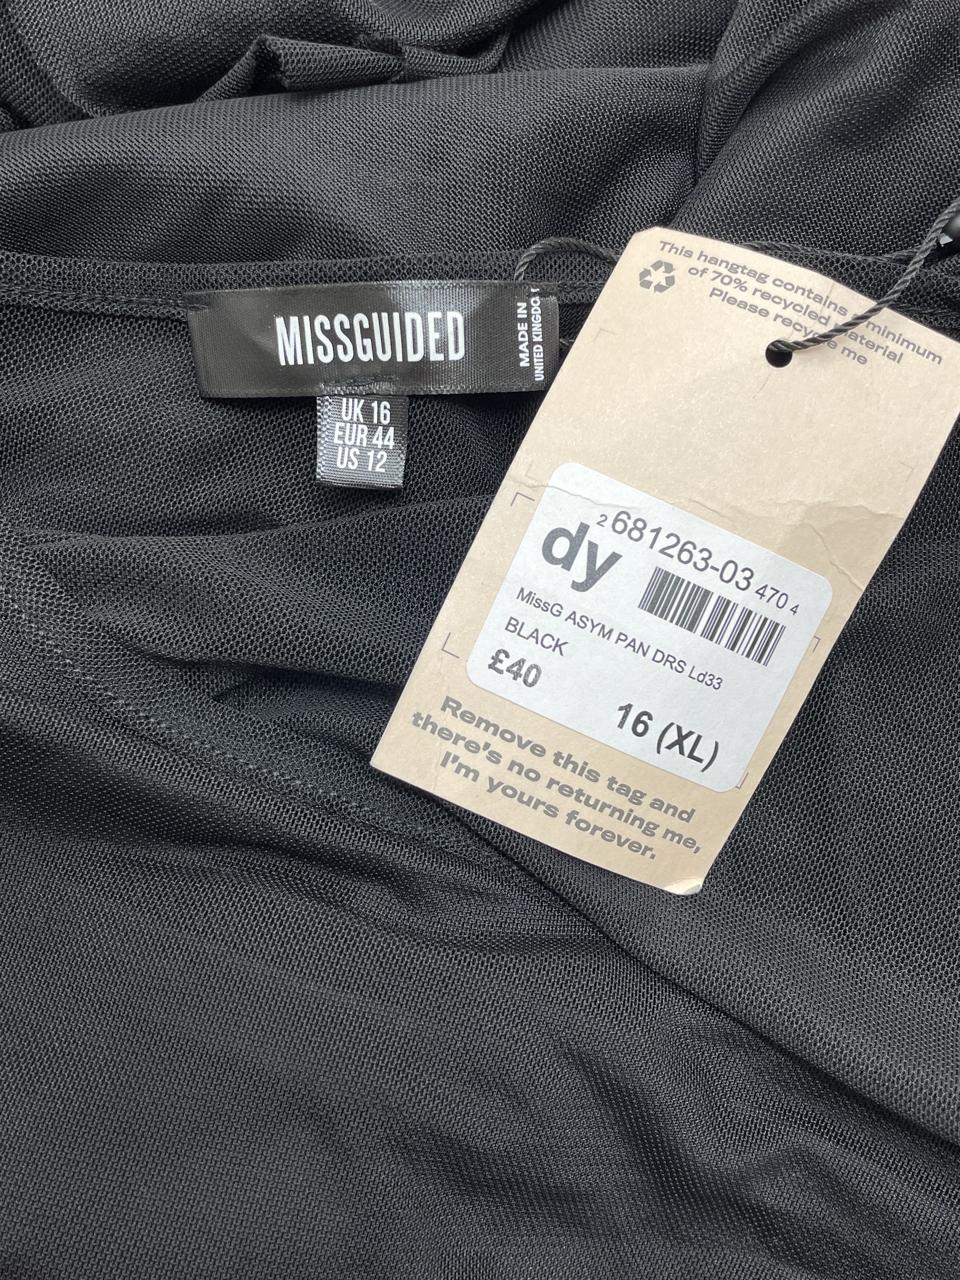 MISSGUIDED
MADE IN
UNITED KINGDO
UK 16
EUR 44
US 12
This hangtag contains a minimum
of 70% recycled material
Please recycle me
dy
2 681263-03 470 4
MissG ASYM PAN DRS Ld33
BLACK
£40
16 (XL)
Remove this tag and
there's no returning me,
I'm yours forever.